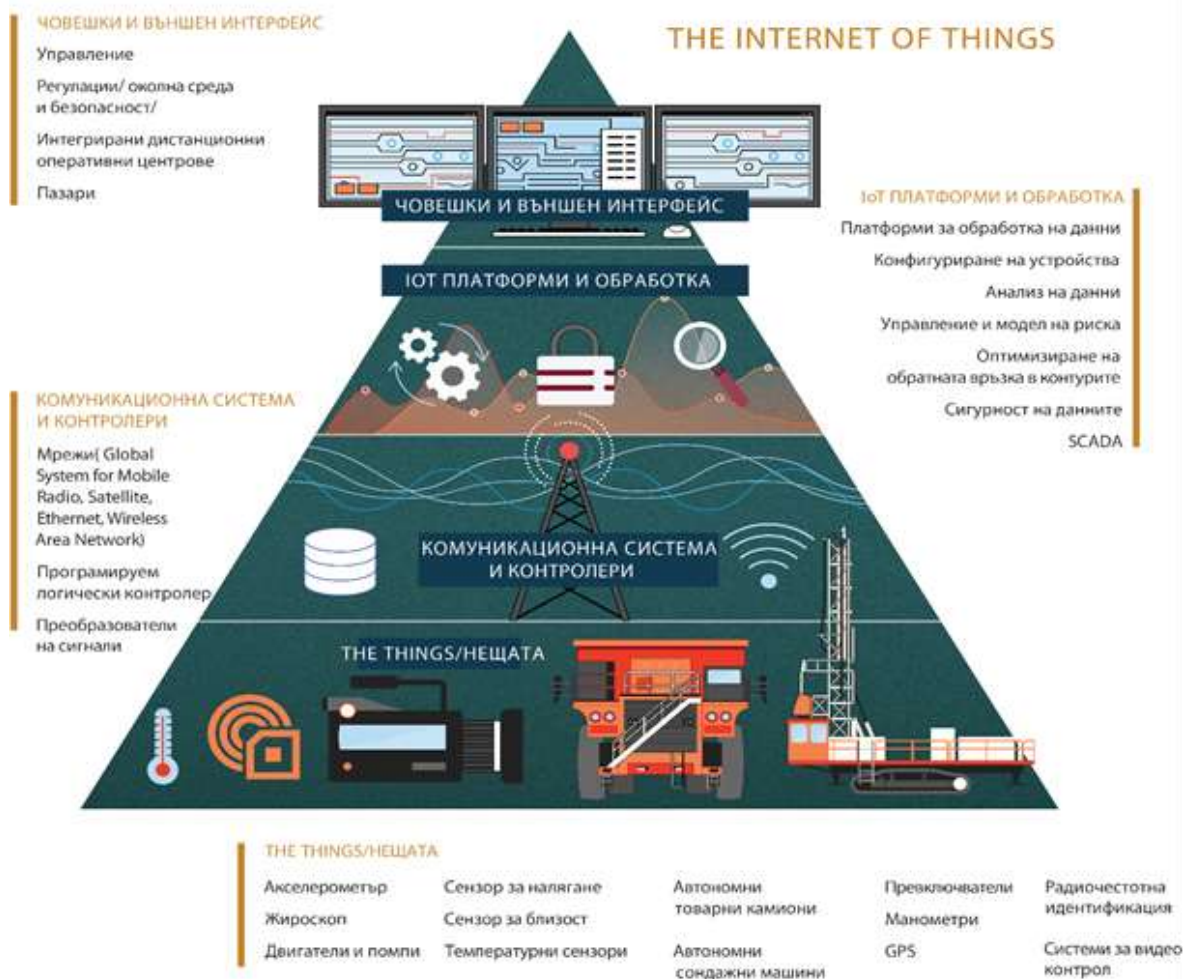 ЧОВЕШКИ И ВЪНШЕН ИНТЕРФЕЙС
Управление
Регулации/ околна среда
и безопасност/
Интегрирани дистанционни
оперативни центрове
Пазари
THE INTERNET OF THINGS
ЧОВЕШКИ И ВЪНШЕН ИНТЕРФЕЙС
IOT ПЛАТФОРМИ И ОБРАБОТКА
IoT ПЛАТФОРМИ И ОБРАБОТКА
Платформи за обработка на данни
Конфигуриране на устройства
Анализ на данни
Управление и модел на риска
Оптимизиране на
обратната връзка в контурите
Сигурност на данните
SCADA
КОМУНИКАЦИОННА СИСТЕМА
И КОНТРОЛЕРИ
Мрежи( Global
System for Mobile
Radio, Satellite,
Ethernet, Wireless
Area Network)
Програмируем
логически контролер
Преобразователи
на сигнали
КОМУНИКАЦИОННА СИСТЕМА
И КОНТРОЛЕРИ
THE THINGS/НЕЩАТА
THE THINGS/НЕЩАТА
Акселерометър
Жироскоп
Двигатели и помпи
Сензор за налягане
Сензор за близост
Температурни сензори
Автономни
товарни камиони
Автономни
сондажни машини
Превключватели
Манометри
GPS
Радиочестотна
идентификация
Системи за видео
контрол